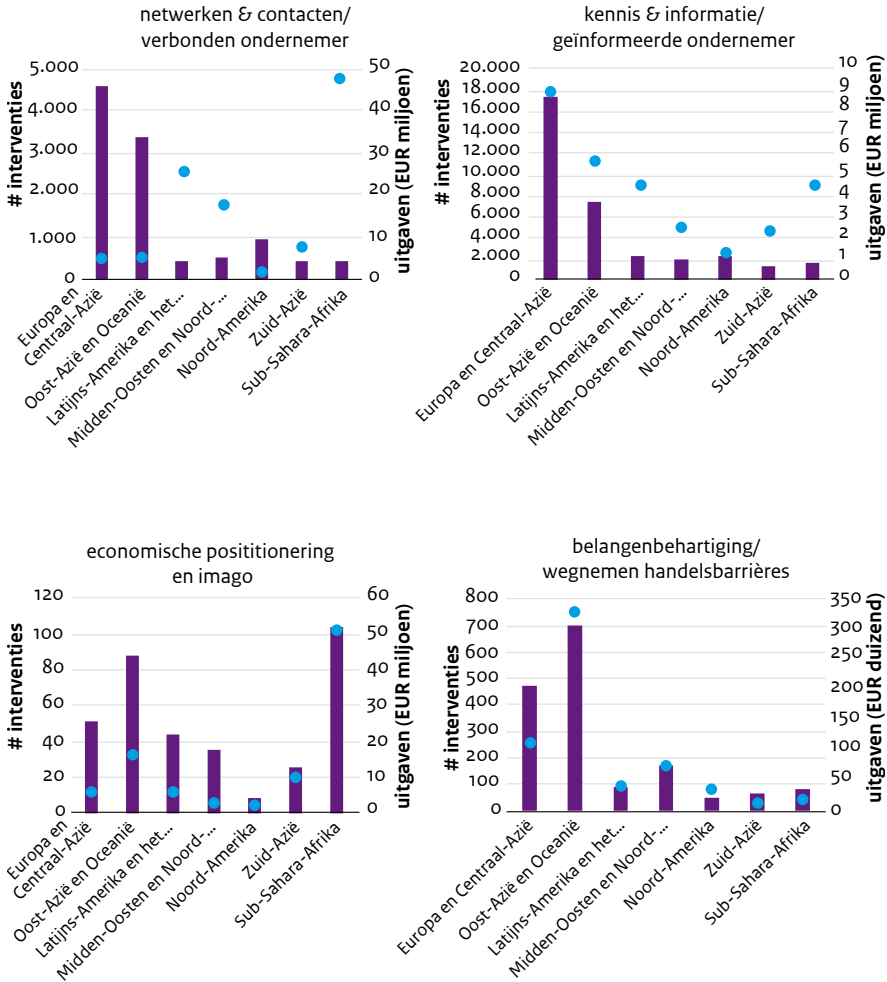 netwerken & contacten/
verbonden ondernemer
# interventies
5.000
4.000
3.000
2.000
1.000
0
50
40
30
20
10
0
uitgaven (EUR miljoen)
Europa en
Centraal-Azië
Oost-Azië en Oceanië
Latijns-Amerika en het...
Midden-Oosten en Noord-...
Noord-Amerika
Zuid-Azië
Sub-Sahara-Afrika
kennis & informatie/
geïnformeerde ondernemer
# interventies
20.000
18.000
16.000
14.000
12.000
10.000
8.000
6.000
4.000
2.000
0
10
9
8
7
6
5
4
3
2
1
0
uitgaven (EUR miljoen)
Europa en Centraal-Azië
Oost-Azië en Oceanië
Latijns-Amerika en het...
Midden-Oosten en Noord-...
Noord-Amerika
Zuid-Azië
Sub-Sahara-Afrika
economische posititionering
en imago
# interventies
120
100
80
60
40
20
0
60
50
40
30
20
10
0
uitgaven (EUR miljoen)
Europa en
Centraal-Azië
Oost-Azië en Oceanië
Latijns-Amerika en het...
Midden-Oosten en Noord-...
Noord-Amerika
Zuid-Azië
Sub-Sahara-Afrika
belangenbehartiging/
wegnemen handelsbarrières
# interventies
800
700
600
500
400
300
200
100
0
350
300
250
200
150
100
50
0
uitgaven (EUR duizend)
Europa en Centraal-Azië
Oost-Azië en Oceanië
Latijns-Amerika en het...
Midden-Oosten en Noord-...
Noord-Amerika
Zuid-Azië
Sub-Sahara-Afrika